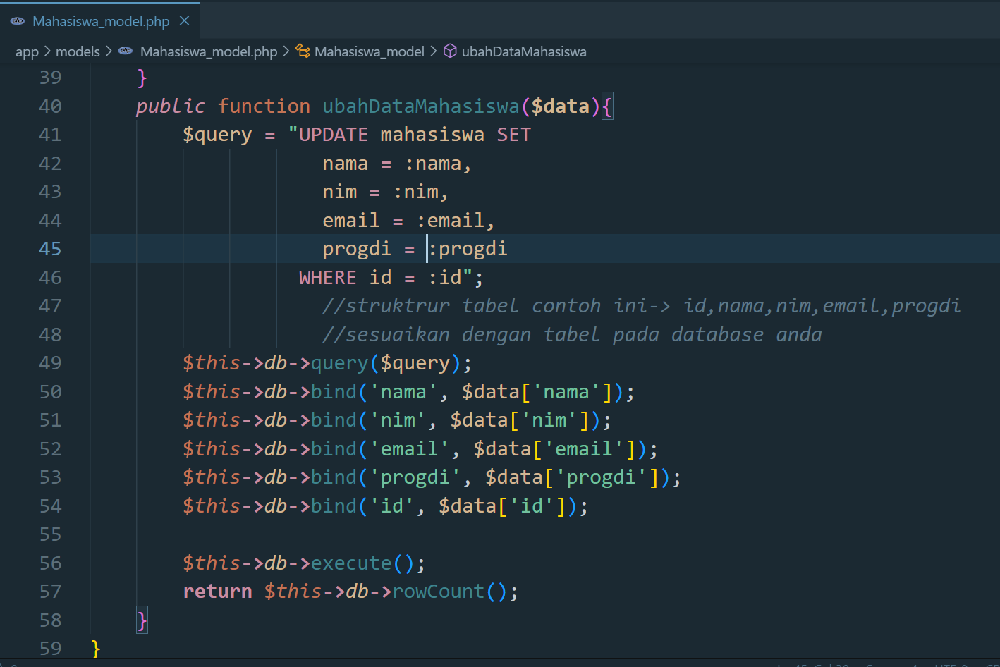 php Mahasiswa_model.php
app > models > php Mahasiswa_model.php > Mahasiswa_model > ubahDataMahasiswa
39 }
40 public function ubahDataMahasiswa($data){
41 $query = "UPDATE mahasiswa SET
42 nama = :nama,
43 nim = :nim,
44 email = :email,
45 progdi = :progdi
46 WHERE id = :id";
47 //struktrur tabel contoh ini-> id,nama,nim,email,progdi
48 //sesuaikan dengan tabel pada database anda
49 $this->db->query($query);
50 $this->db->bind('nama', $data['nama']);
51 $this->db->bind('nim', $data['nim']);
52 $this->db->bind('email', $data['email']);
53 $this->db->bind('progdi', $data['progdi']);
54 $this->db->bind('id', $data['id']);
55
56 $this->db->execute();
57 return $this->db->rowCount();
58 }
59 }